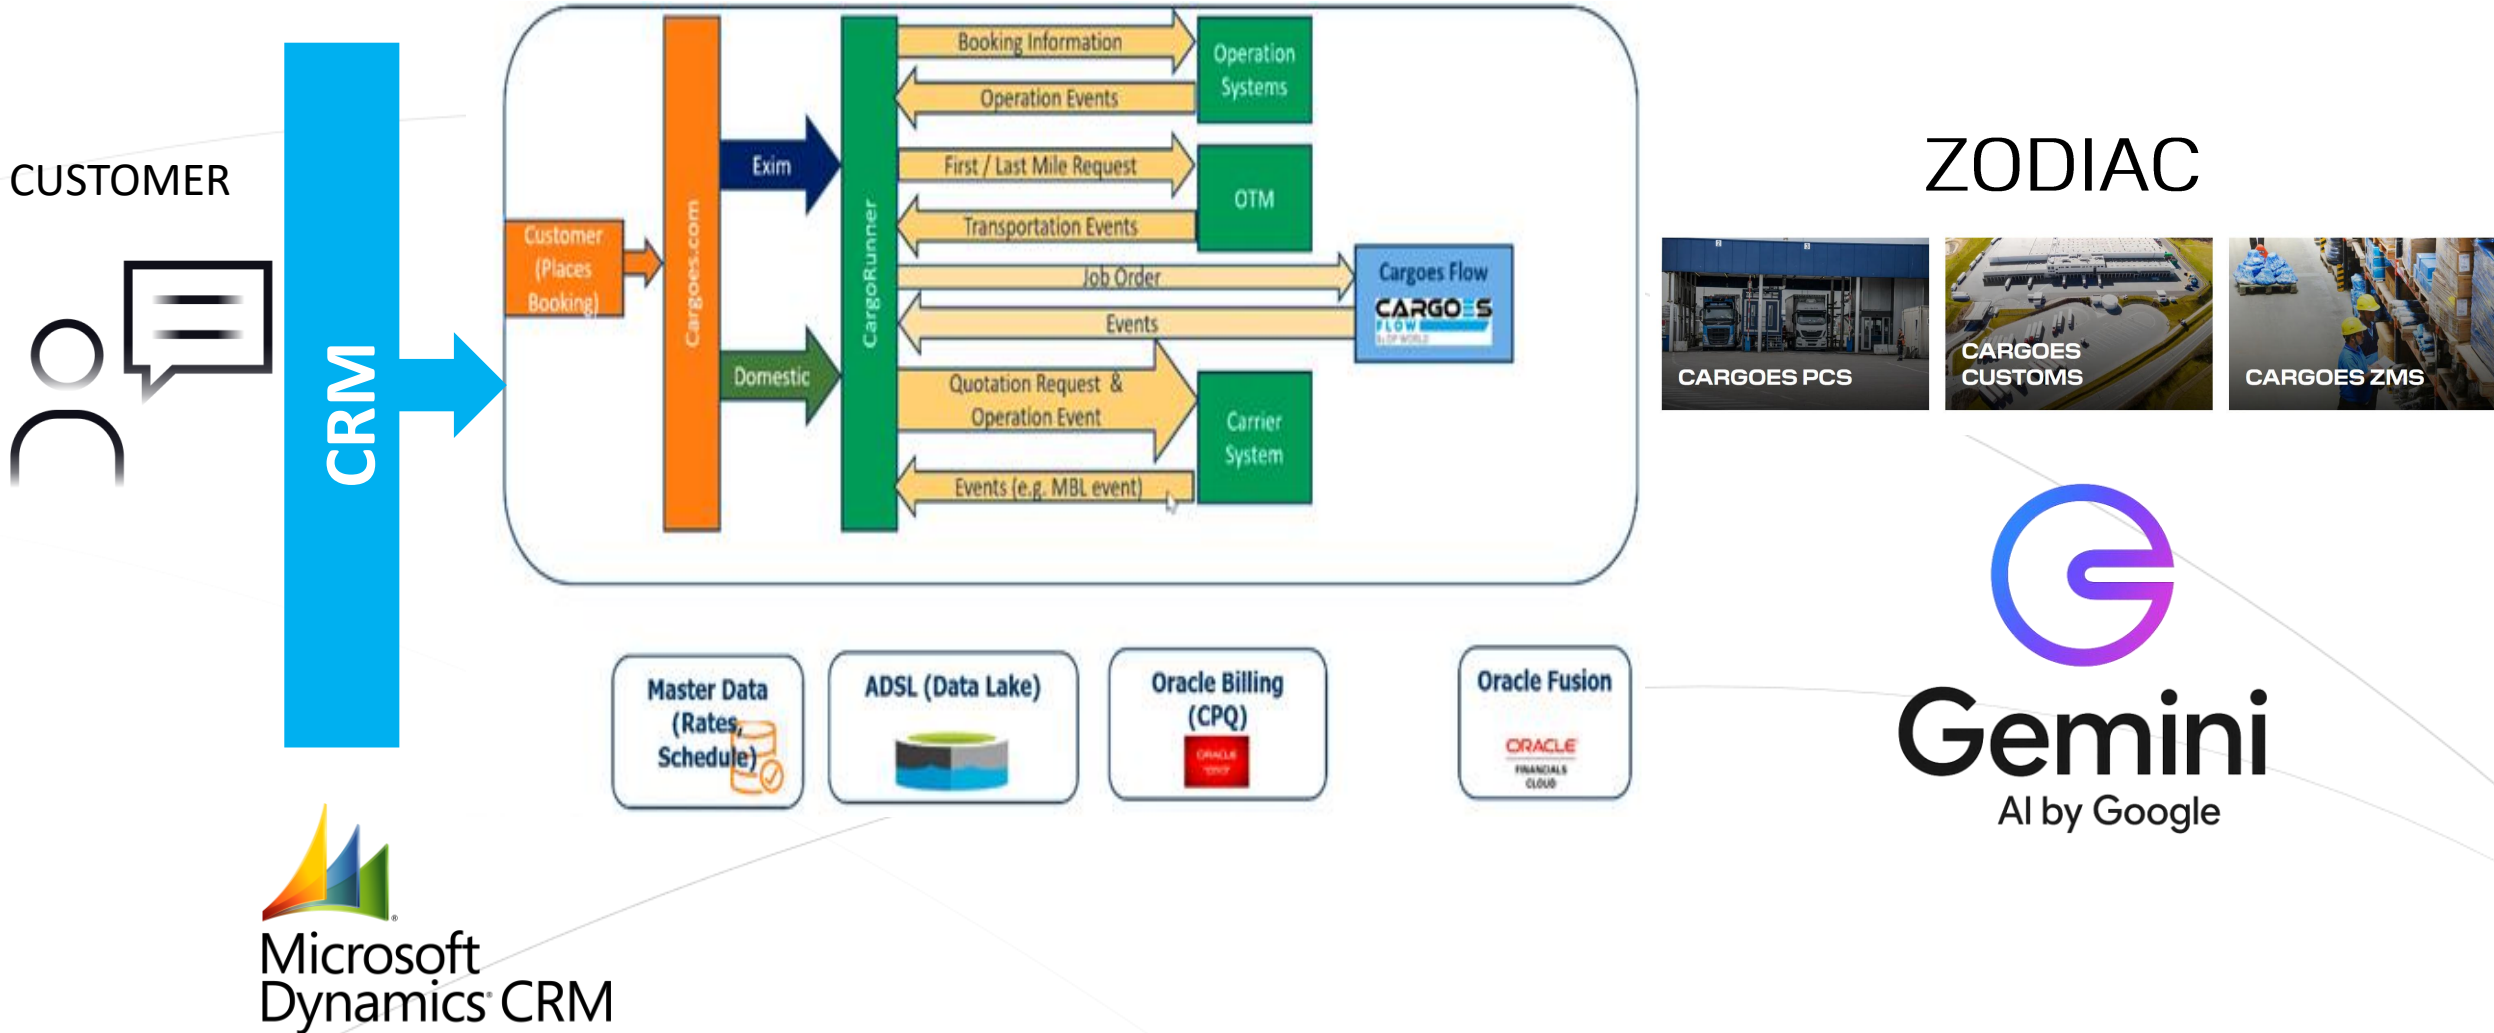 CUSTOMER
CRM
Microsoft
Dynamics CRM
Customer
(Places
Booking)
Cargoes.com
Exim
Domestic
CargoRunner
Booking Information
Operation Events
Operation
Systems
First / Last Mile Request
Transportation Events
OTM
Job Order
Events
Cargoes Flow
CARGOES
FLOW
Quotation Request &
Operation Event
Carrier
System
Events (e.g. MBL event)
Master Data
(Rates,
Schedule)
ADSL (Data Lake)
Oracle Billing
(CPQ)
ORACLE
Oracle Fusion
ORACLE
FINANCIALS
CLOUD
ZODIAC
CARGOES PCS
CARGOES
CUSTOMS
CARGOES ZMS
Gemini
AI by Google